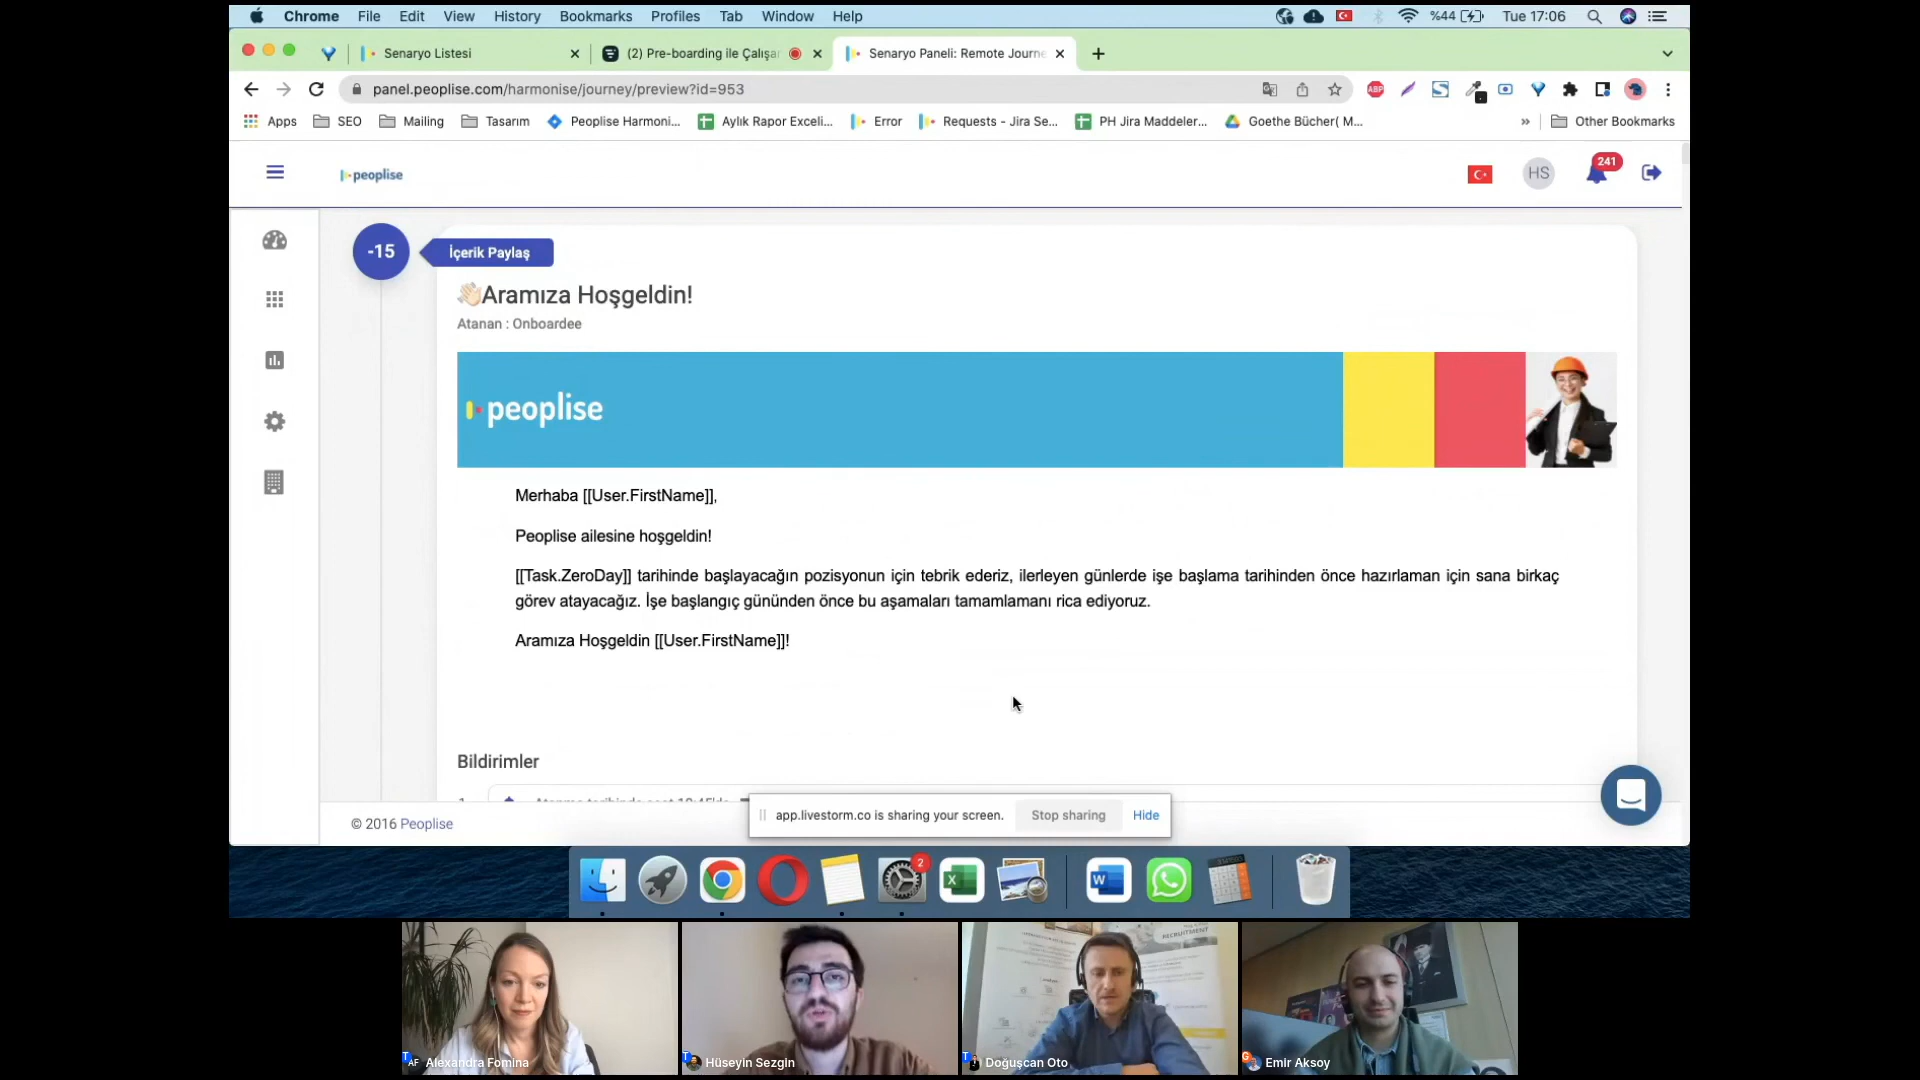 Chrome File Edit View History Bookmarks Profiles Tab Window Help
%44 Tue 17:06
Senaryo Listesi
(2) Pre-boarding ile Çalışa
Senaryo Paneli: Remote Journe
panel.peoplise.com/harmonise/journey/preview?id=953
ABP
Apps SEO Mailing Tasarım Peoplise Harmoni... Aylık Rapor Exceli... Error Requests - Jira Se... PH Jira Maddeler... Goethe Bücher( M... » Other Bookmarks
peoplise
HS
241
-15
İçerik Paylaş
Aramıza Hoşgeldin!
Atanan : Onboardee
peoplise
Merhaba [[User.FirstName]],
Peoplise ailesine hoşgeldin!
[[Task.ZeroDay]] tarihinde başlayacağın pozisyonun için tebrik ederiz, ilerleyen günlerde işe başlama tarihinden önce hazırlaman için sana birkaç
görev atayacağız. İşe başlangıç gününden önce bu aşamaları tamamlamanı rica ediyoruz.
Aramıza Hoşgeldin [[User.FirstName]]!
Bildirimler
© 2016 Peoplise
app.livestorm.co is sharing your screen. Stop sharing Hide
2
RECRUITMENT
AF Alexandra Fomina
Hüseyin Sezgin
Doğuşcan Oto
Emir Aksoy